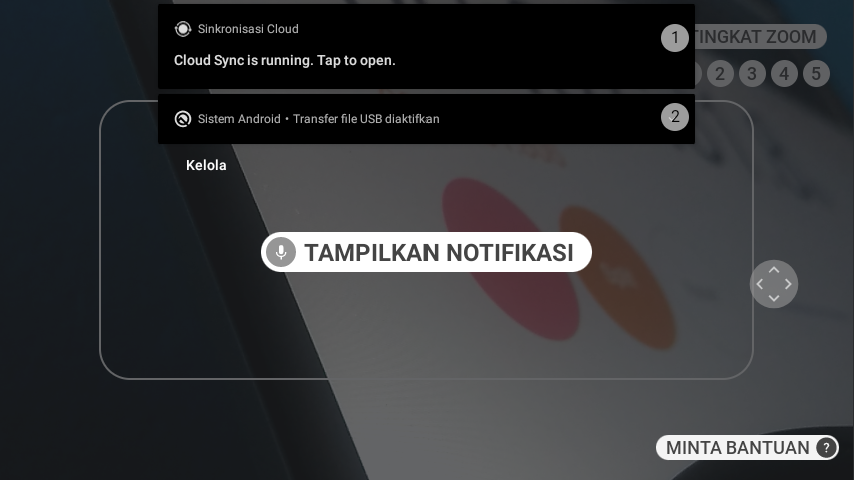 Sinkronisasi Cloud
Cloud Sync is running. Tap to open.
1
TINGKAT ZOOM
2 3 4 5
Sistem Android • Transfer file USB diaktifkan
2
Kelola
TAMPILKAN NOTIFIKASI
MINTA BANTUAN ?